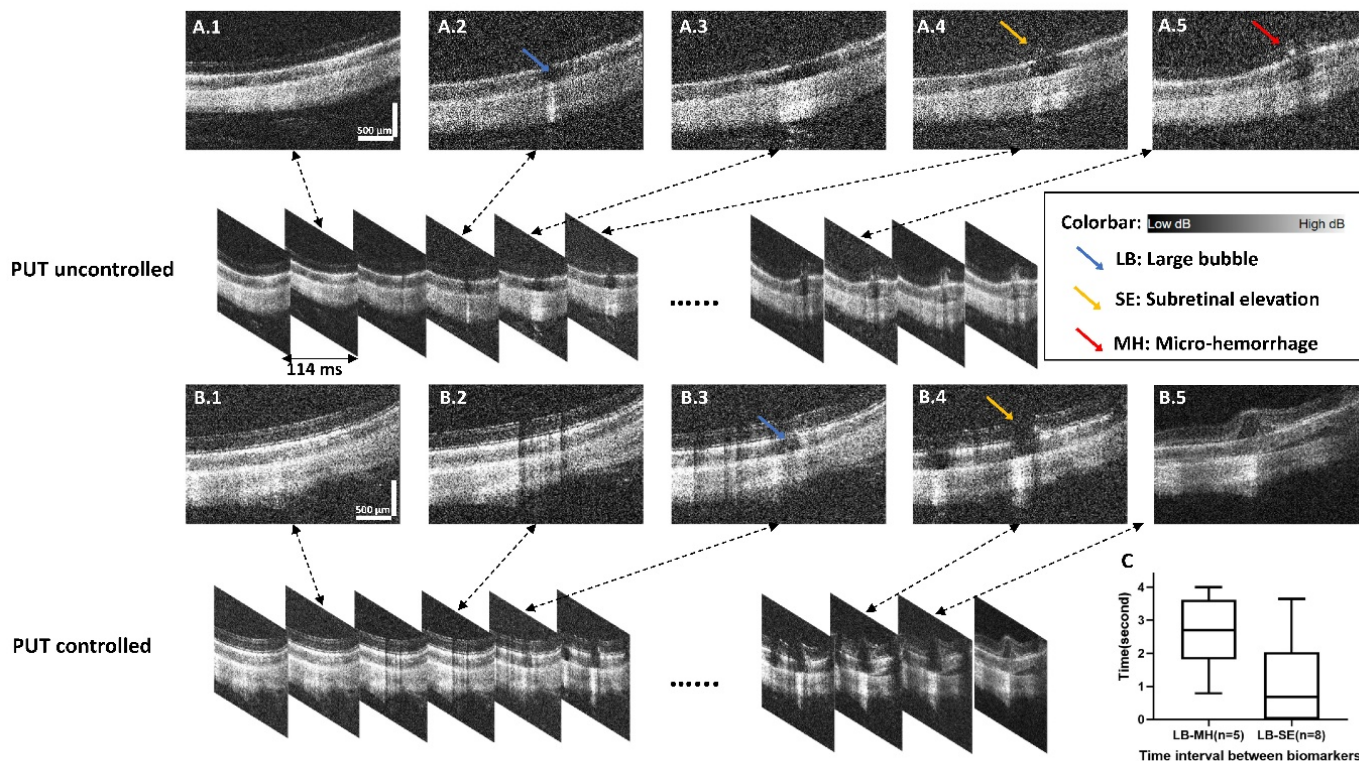 A.1
A.2
A.3
A.4
A.5
500 µm
Colorbar: Low dB High dB
LB: Large bubble
SE: Subretinal elevation
MH: Micro-hemorrhage
PUT uncontrolled
......
114 ms
B.1
B.2
B.3
B.4
B.5
500 µm
PUT controlled
......
C
Time(second)
4
3
2
1
0
LB-MH(n=5) LB-SE(n=8)
Time interval between biomarkers